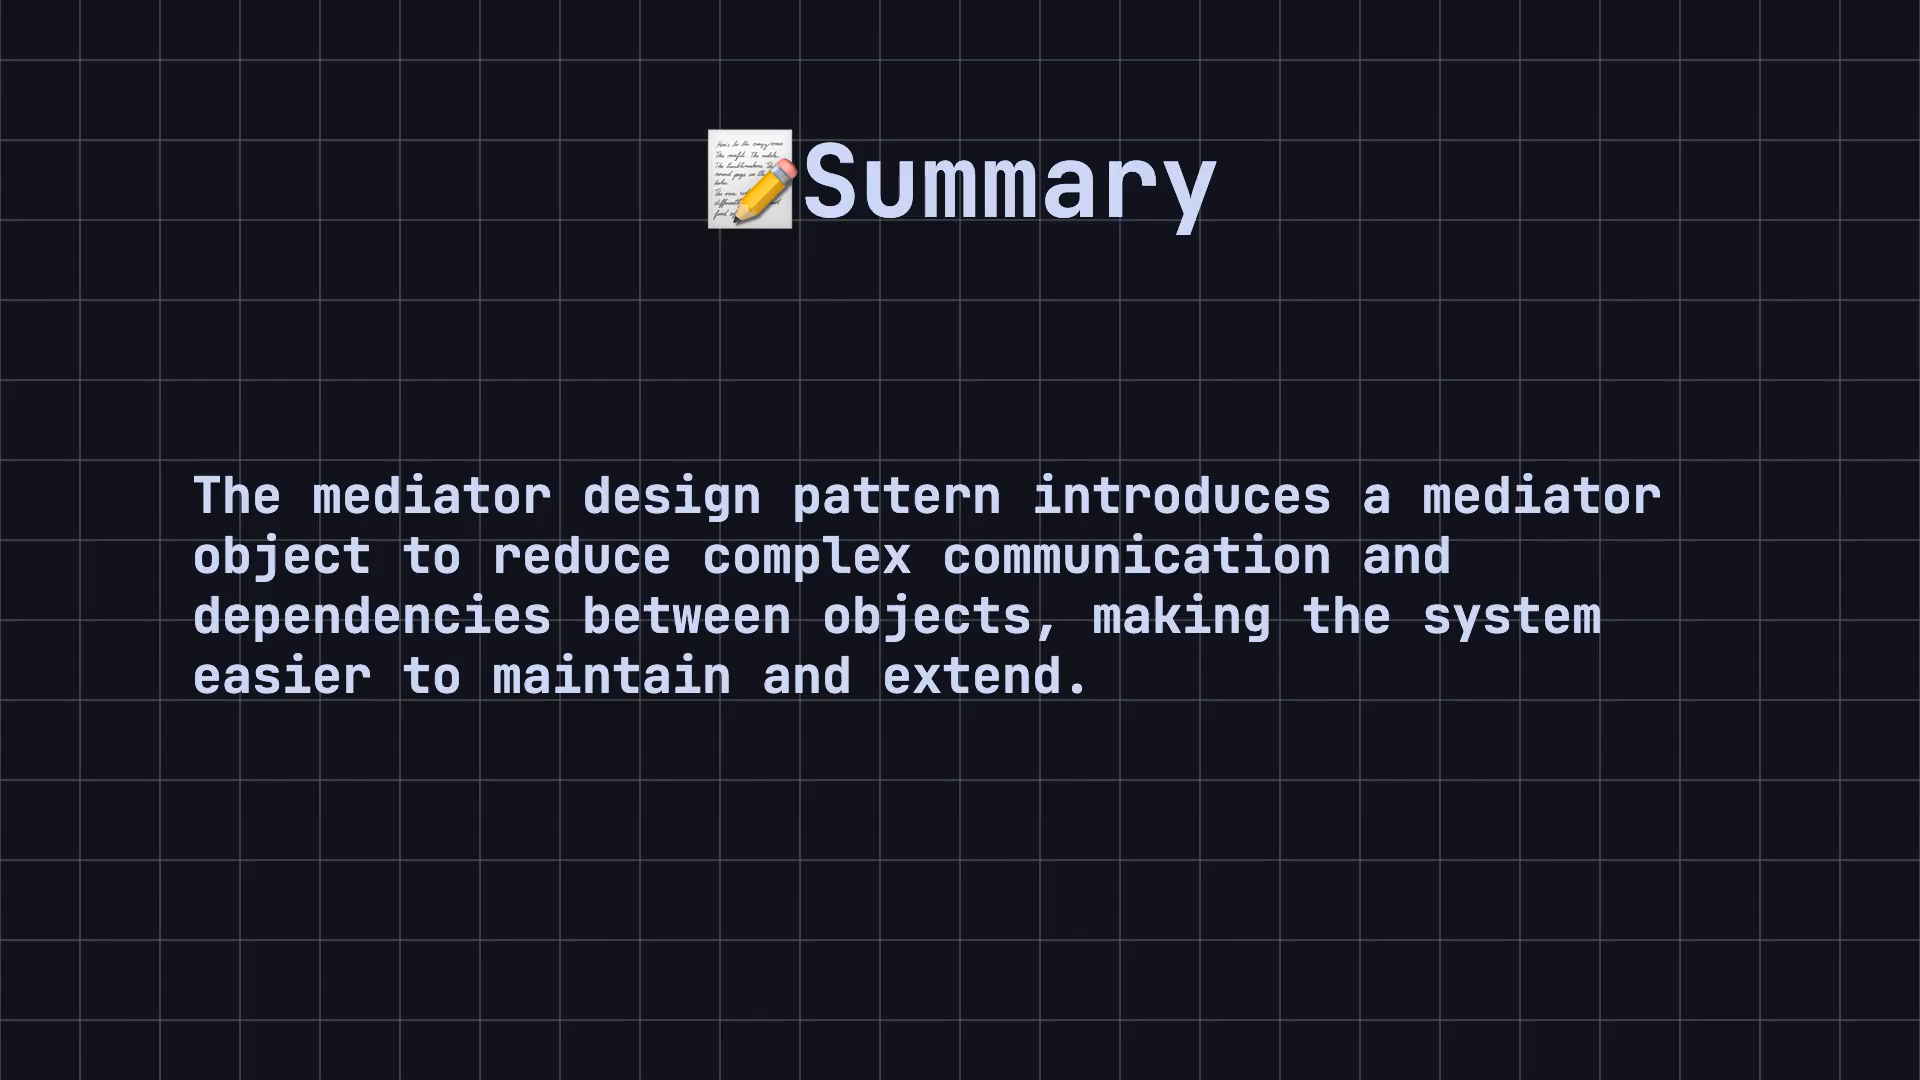 Summary
The mediator design pattern introduces a mediator
object to reduce complex communication and
dependencies between objects, making the system
easier to maintain and extend.